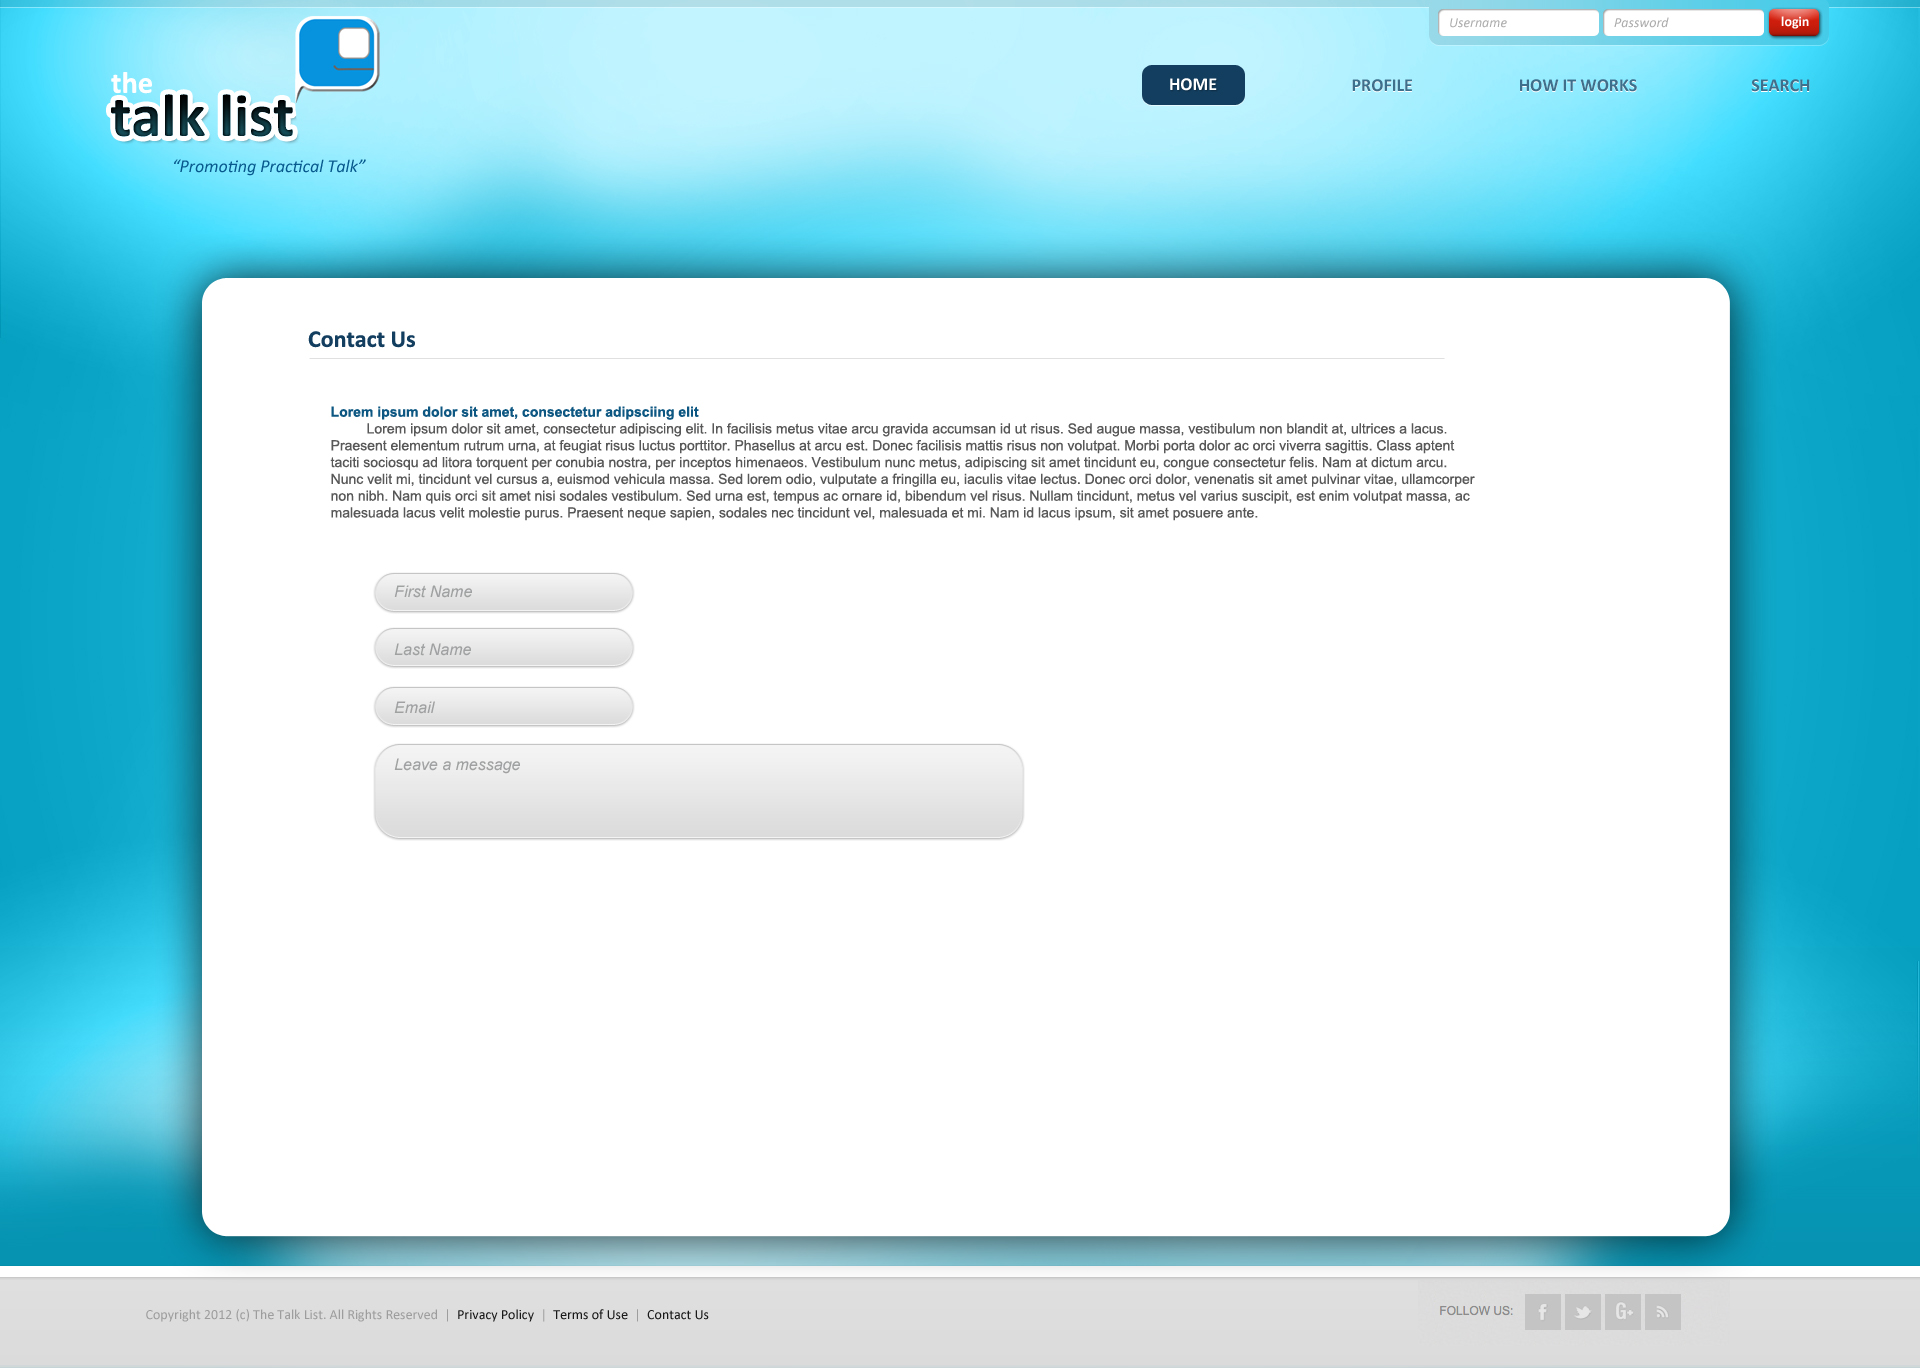 Username
Password
login
the
talk list
“Promoting Practical Talk”
HOME
PROFILE
HOW IT WORKS
SEARCH
Contact Us
Lorem ipsum dolor sit amet, consectetur adipsciing elit
Lorem ipsum dolor sit amet, consectetur adipiscing elit. In facilisis metus vitae arcu gravida accumsan id ut risus. Sed augue massa, vestibulum non blandit at, ultrices a lacus.
Praesent elementum rutrum urna, at feugiat risus luctus porttitor. Phasellus at arcu est. Donec facilisis mattis risus non volutpat. Morbi porta dolor ac orci viverra sagittis. Class aptent
taciti sociosqu ad litora torquent per conubia nostra, per inceptos himenaeos. Vestibulum nunc metus, adipiscing sit amet tincidunt eu, congue consectetur felis. Nam at dictum arcu.
Nunc velit mi, tincidunt vel cursus a, euismod vehicula massa. Sed lorem odio, vulputate a fringilla eu, iaculis vitae lectus. Donec orci dolor, venenatis sit amet pulvinar vitae, ullamcorper
non nibh. Nam quis orci sit amet nisi sodales vestibulum. Sed urna est, tempus ac ornare id, bibendum vel risus. Nullam tincidunt, metus vel varius suscipit, est enim volutpat massa, ac
malesuada lacus velit molestie purus. Praesent neque sapien, sodales nec tincidunt vel, malesuada et mi. Nam id lacus ipsum, sit amet posuere ante.
First Name
Last Name
Email
Leave a message
Copyright 2012 (c) The Talk List. All Rights Reserved | Privacy Policy | Terms of Use | Contact Us
FOLLOW US: